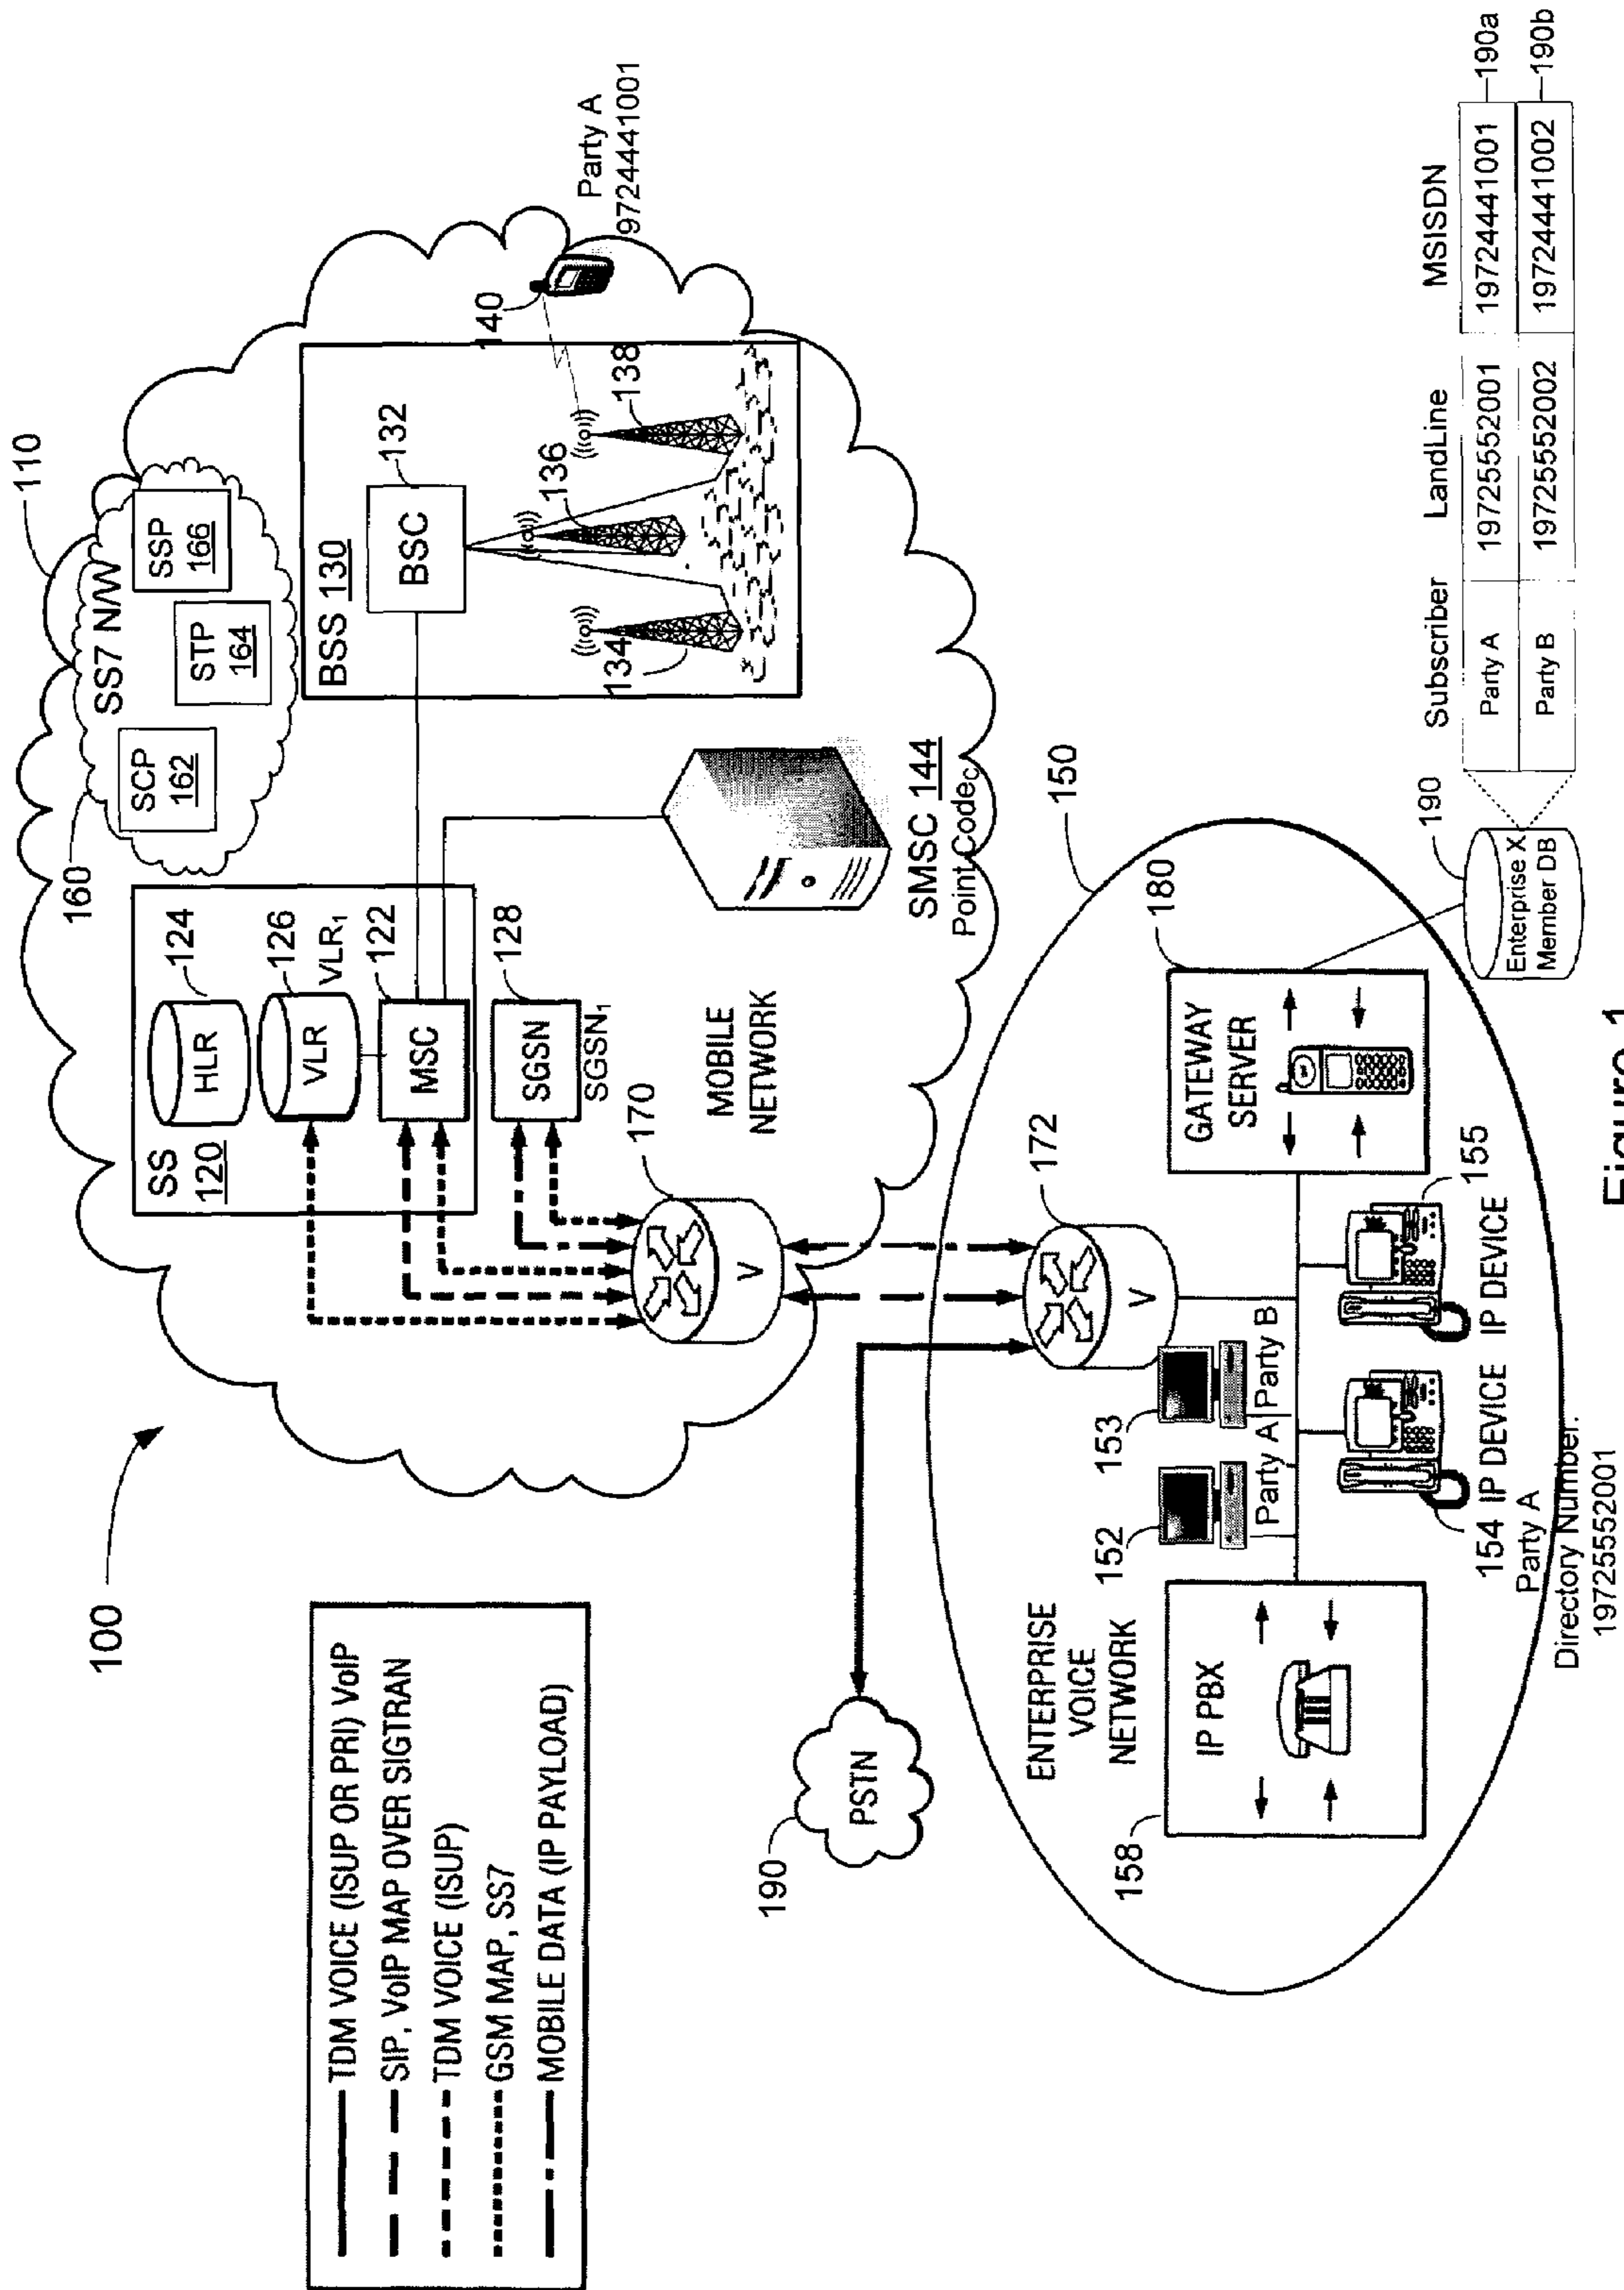 100
110
TDM VOICE (ISUP OR PRI) VoIP
SIP, VoIP MAP OVER SIGTRAN
TDM VOICE (ISUP)
GSM MAP, SS7
MOBILE DATA (IP PAYLOAD)
160
SS7 N/W
SCP
162
STP
164
SSP
166
SS
120
HLR
124
VLR
126
VLR1
MSC
122
SGSN
128
SGSN1
BSS 130
BSC
132
134
136
138
140
Party A
19724441001
170
V
MOBILE
NETWORK
SMSC 144
Point CodeC
190
PSTN
172
V
150
ENTERPRISE
VOICE
NETWORK
158
IP PBX
152
Party A
153
Party B
154 IP DEVICE
Party A
Directory Number:
19725552001
IP DEVICE
155
180
GATEWAY
SERVER
190
Enterprise X
Member DB
Subscriber LandLine MSISDN
Party A 19725552001 19724441001 190a
Party B 19725552002 19724441002 190b
Figure 1